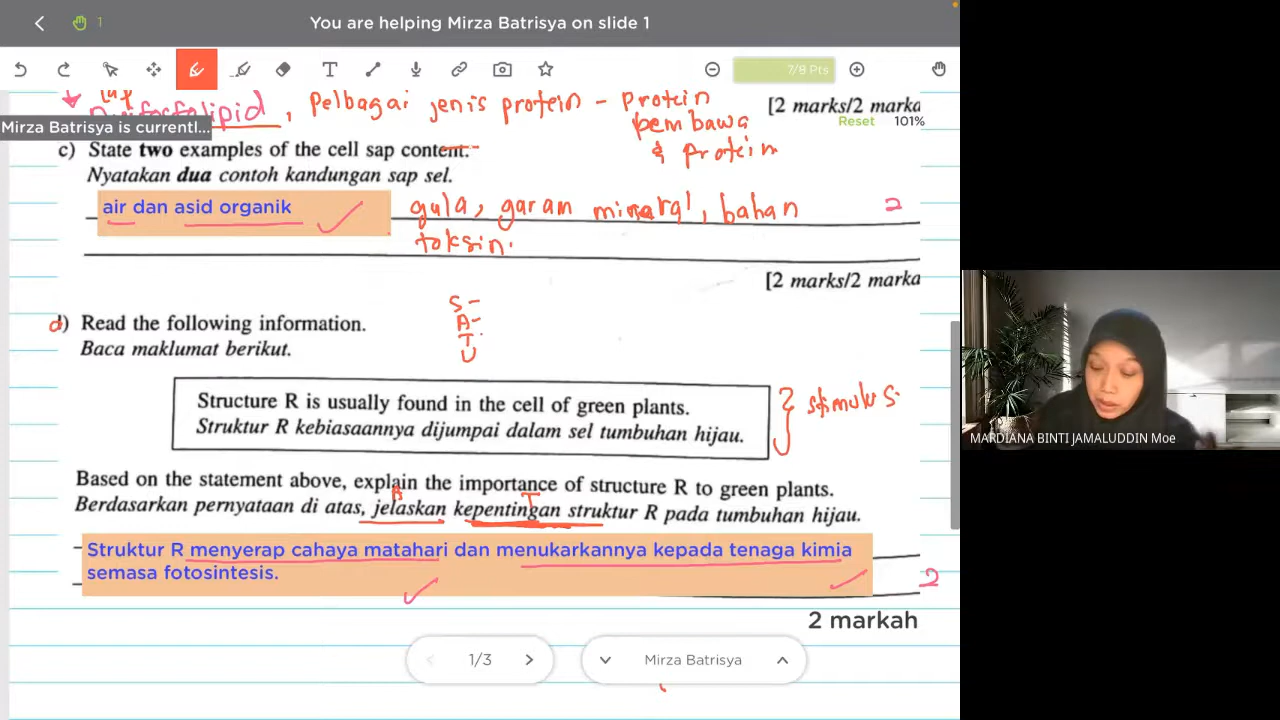 You are helping Mirza Batrisya on slide 1
1
7/8 Pts
Reset 101%
fosfolipid, pelbagai jenis protein - protein
pembawa
& protein
[2 marks/2 marka
Mirza Batrisya is currentl...
c) State two examples of the cell sap content.
Nyatakan dua contoh kandungan sap sel.
air dan asid organik
gula, garam mineral, bahan
toksin.
2
[2 marks/2 marka
S -
A -
T
U
d) Read the following information.
Baca maklumat berikut.
Structure R is usually found in the cell of green plants.
Struktur R kebiasaannya dijumpai dalam sel tumbuhan hijau.
stimulus
Based on the statement above, explain the importance of structure R to green plants.
Berdasarkan pernyataan di atas, jelaskan kepentingan struktur R pada tumbuhan hijau.
A
T
Struktur R menyerap cahaya matahari dan menukarkannya kepada tenaga kimia
semasa fotosintesis.
2
2 markah
1/3
Mirza Batrisya
MARDIANA BINTI JAMALUDDIN Moe